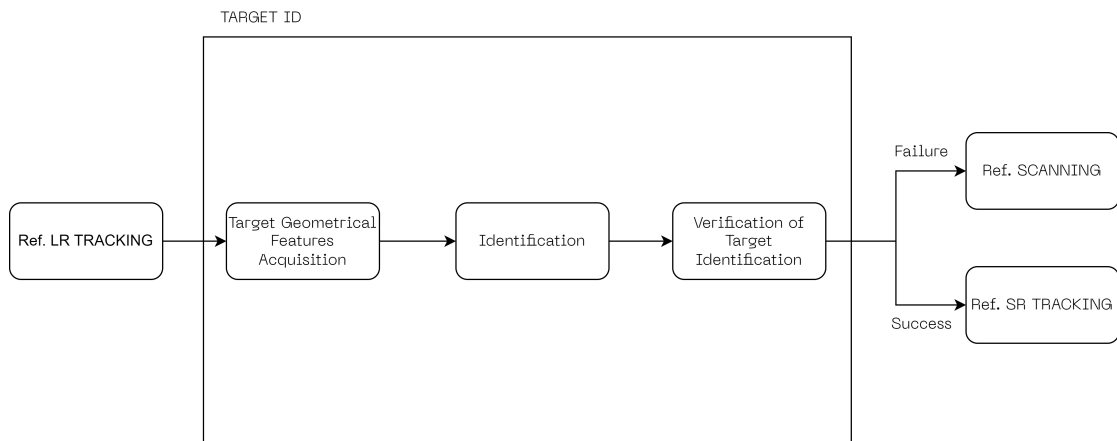 TARGET ID
Ref. LR TRACKING
Target Geometrical
Features
Acquisition
Identification
Verification of
Target
Identification
Failure
Ref. SCANNING
Success
Ref. SR TRACKING